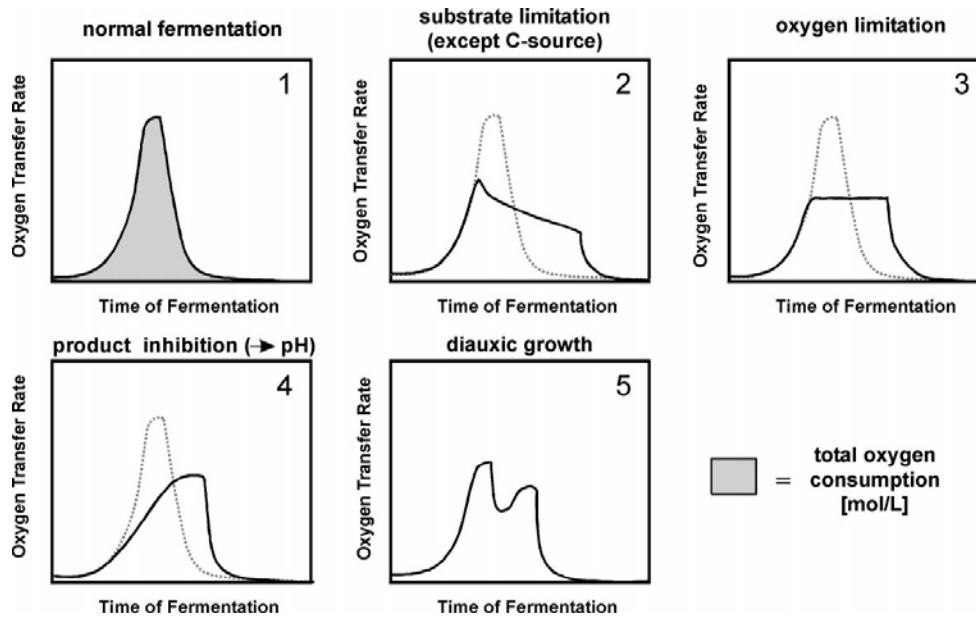 normal fermentation
substrate limitation
(except C-source)
oxygen limitation
1
2
3
Oxygen Transfer Rate
Oxygen Transfer Rate
Oxygen Transfer Rate
Time of Fermentation
Time of Fermentation
Time of Fermentation
product inhibition (→ pH)
diauxic growth
4
5
Oxygen Transfer Rate
Oxygen Transfer Rate
= total oxygen
consumption
[mol/L]
Time of Fermentation
Time of Fermentation